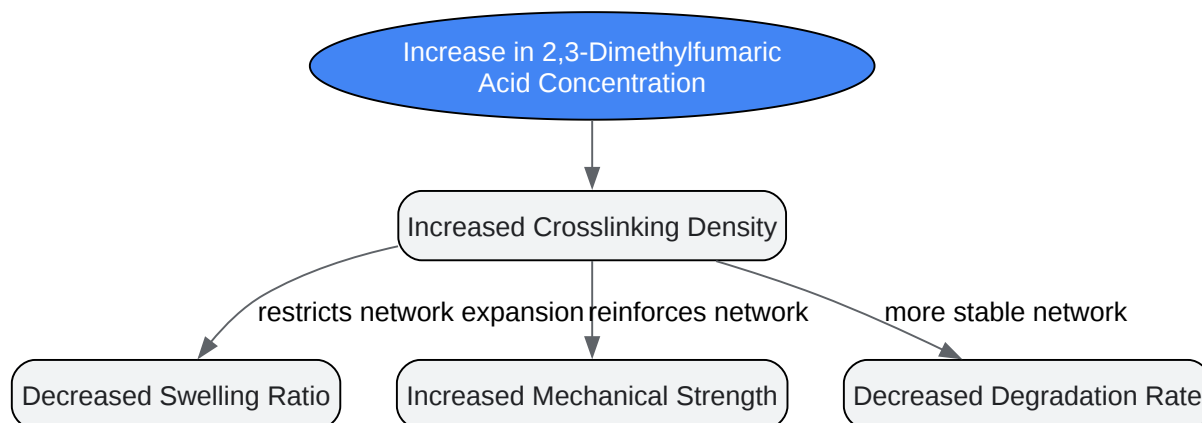 Increase in 2,3-Dimethylfumaric
Acid Concentration
Increased Crosslinking Density
restricts network expansion
reinforces network
more stable network
Decreased Swelling Ratio
Increased Mechanical Strength
Decreased Degradation Rate